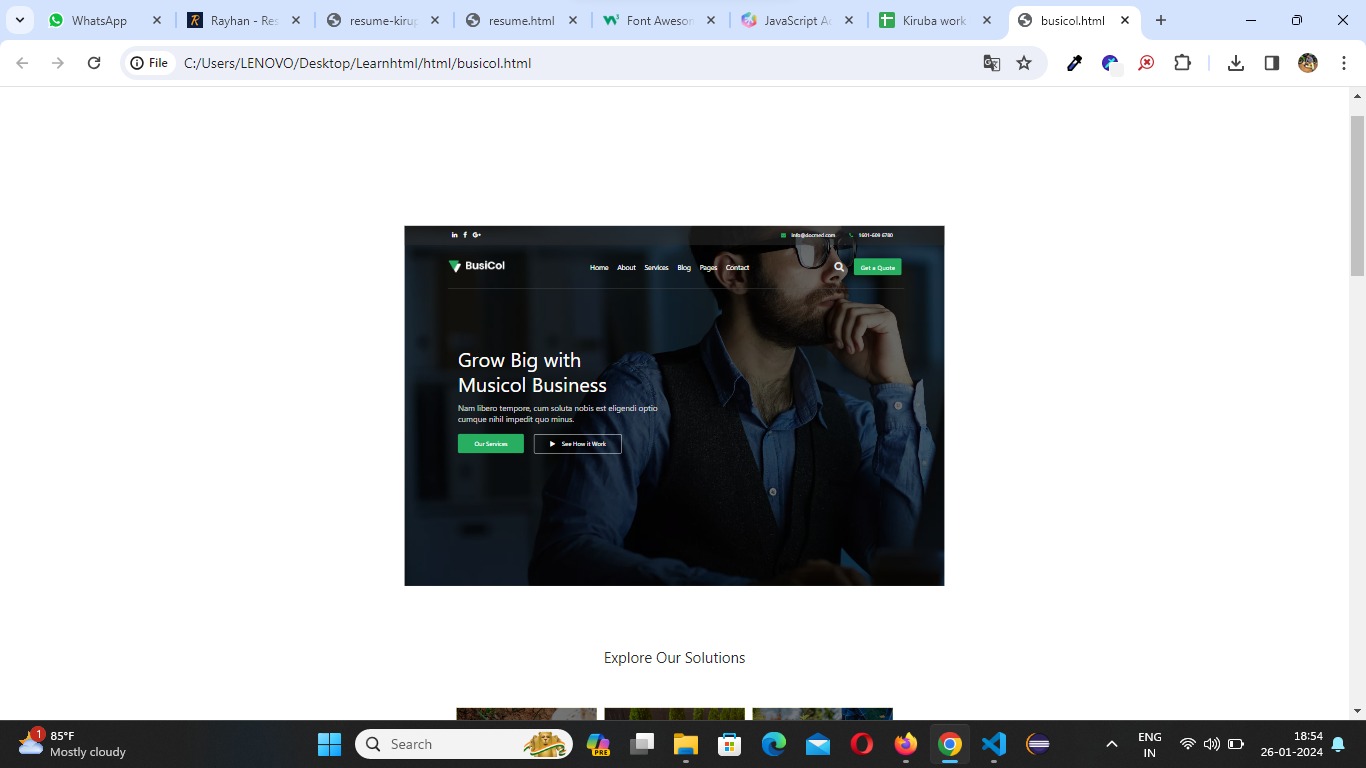 WhatsApp
Rayhan - Res
resume-kirup
resume.html
Font Awesom
JavaScript Ac
Kiruba work
busicol.html
File
C:/Users/LENOVO/Desktop/Learnhtml/html/busicol.html
in f G+
info@docmed.com
1601-609 6780
BusiCol
Home About Services Blog Pages Contact
Get a Quote
Grow Big with
Musicol Business
Nam libero tempore, cum soluta nobis est eligendi optio
cumque nihil impedit quo minus.
Our Services
See How it Work
Explore Our Solutions
1
85°F
Mostly cloudy
Search
PRE
ENG
IN
18:54
26-01-2024